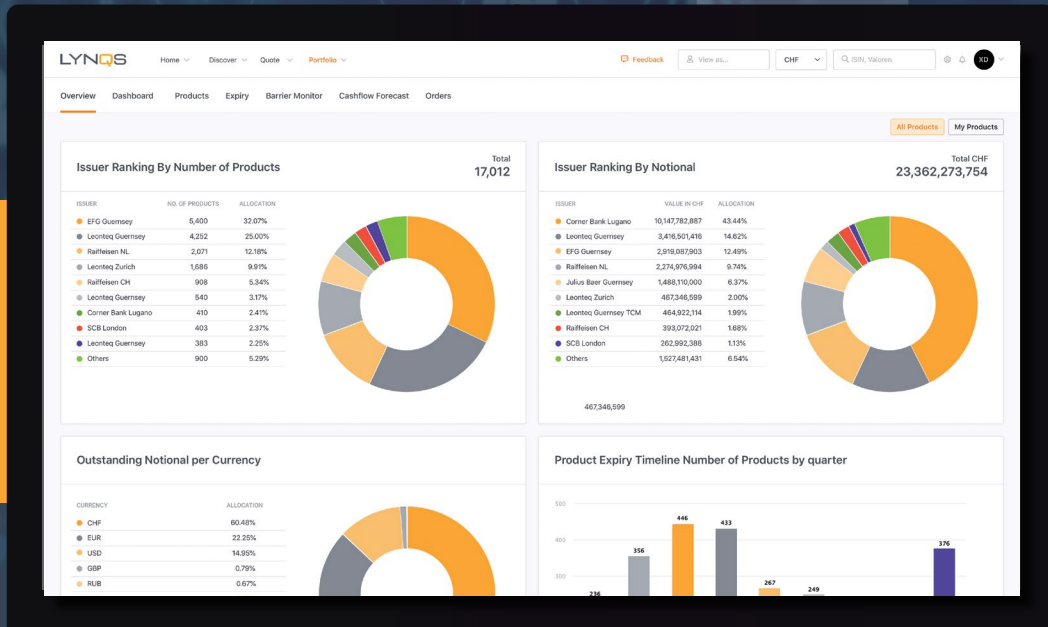 LYNQS
Home Discover Quote Portfolio Feedback View as... CHF ISIN, Valoren XD
Overview Dashboard Products Expiry Barrier Monitor Cashflow Forecast Orders
All Products My Products
Issuer Ranking By Number of Products
Total
17,012
ISSUER NO. OF PRODUCTS ALLOCATION
EFG Guernsey 5,400 32.07%
Leonteq Guernsey 4,252 25.00%
Raiffeisen NL 2,071 12.18%
Leonteq Zurich 1,686 9.91%
Raiffeisen CH 908 5.34%
Leonteq Guernsey 540 3.17%
Corner Bank Lugano 410 2.41%
SCB London 403 2.37%
Leonteq Guernsey 383 2.25%
Others 900 5.29%
Issuer Ranking By Notional
Total CHF
23,362,273,754
ISSUER VALUE IN CHF ALLOCATION
Corner Bank Lugano 10,147,782,887 43.44%
Leonteq Guernsey 3,416,501,416 14.62%
EFG Guernsey 2,919,087,903 12.49%
Raiffeisen NL 2,274,976,994 9.74%
Julius Baer Guernsey 1,488,110,000 6.37%
Leonteq Zurich 467,346,599 2.00%
Leonteq Guernsey TCM 464,922,114 1.99%
Raiffeisen CH 393,072,021 1.68%
SCB London 262,992,386 1.13%
Others 1,527,481,431 6.54%
467,346,599
Outstanding Notional per Currency
CURRENCY ALLOCATION
CHF 60.48%
EUR 22.25%
USD 14.95%
GBP 0.79%
RUB 0.67%
Product Expiry Timeline Number of Products by quarter
500
400
300
236
356
446
433
267
249
376